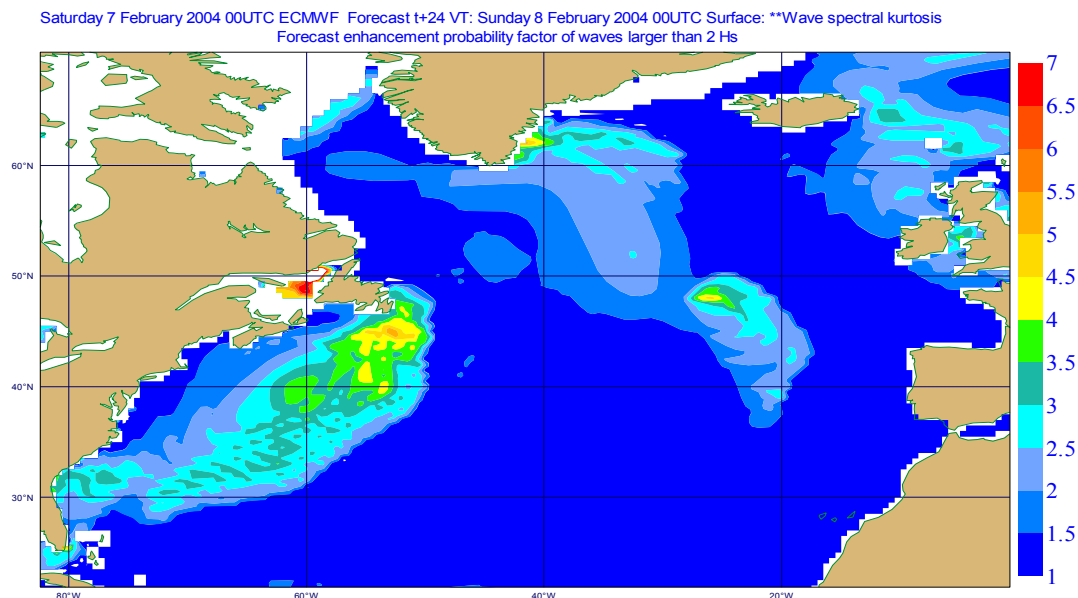 Saturday 7 February 2004 00UTC ECMWF Forecast t+24 VT: Sunday 8 February 2004 00UTC Surface: **Wave spectral kurtosis
Forecast enhancement probability factor of waves larger than 2 Hs
7
6.5
6
5.5
5
4.5
4
3.5
3
2.5
2
1.5
1
60°N
50°N
40°N
30°N
80°W
60°W
40°W
20°W